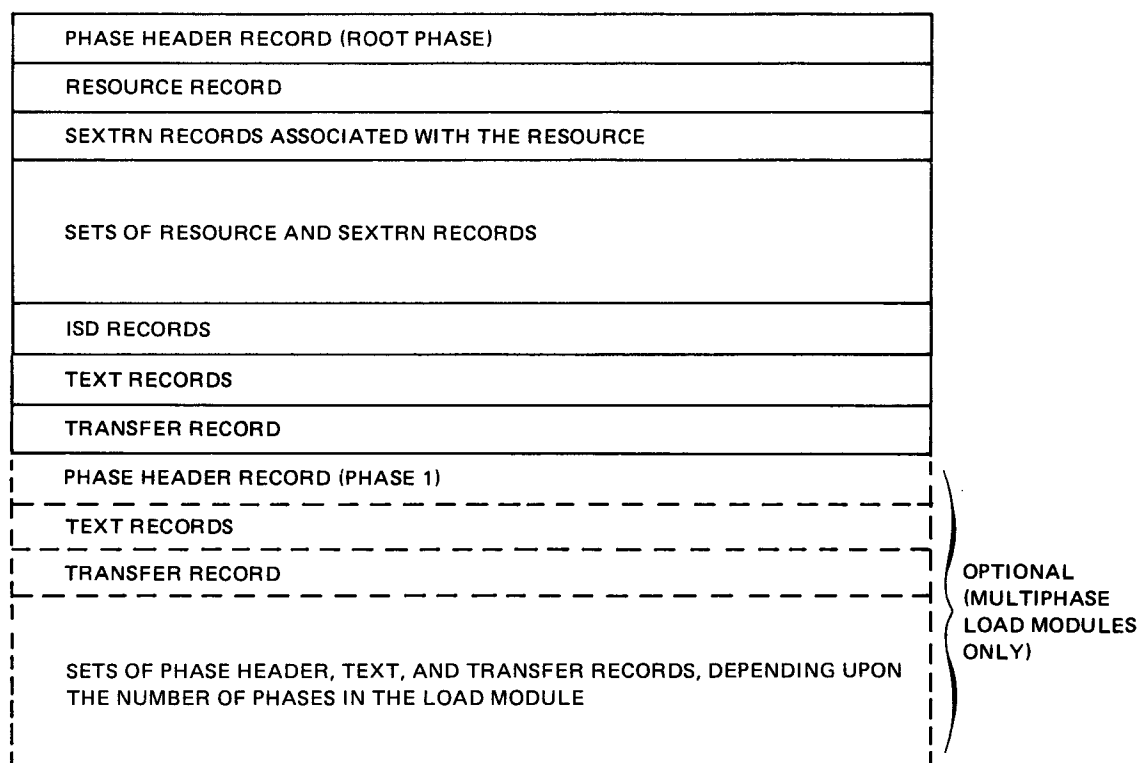 PHASE HEADER RECORD (ROOT PHASE)
RESOURCE RECORD
SEXTRN RECORDS ASSOCIATED WITH THE RESOURCE
SETS OF RESOURCE AND SEXTRN RECORDS
ISD RECORDS
TEXT RECORDS
TRANSFER RECORD
PHASE HEADER RECORD (PHASE 1)
TEXT RECORDS
TRANSFER RECORD
SETS OF PHASE HEADER, TEXT, AND TRANSFER RECORDS, DEPENDING UPON
THE NUMBER OF PHASES IN THE LOAD MODULE
OPTIONAL
(MULTIPHASE
LOAD MODULES
ONLY)